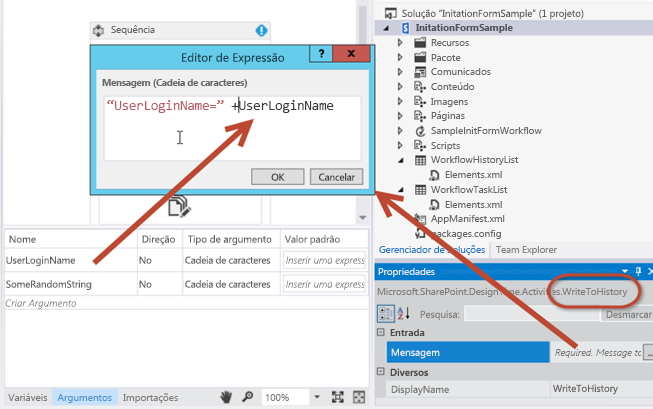 Sequência
Editor de Expressão
? x
Mensagem (Cadeia de caracteres)
“UserLoginName=” +UserLoginName
OK Cancelar
Nome Direção Tipo de argumento Valor padrão
UserLoginName No Cadeia de caracteres Inserir uma express
SomeRandomString No Cadeia de caracteres Inserir uma express
Criar Argumento
Variáveis Argumentos Importações 100%
Solução “InitationFormSample” (1 projeto)
InitationFormSample
Recursos
Pacote
Comunicados
Conteúdo
Imagens
Páginas
SampleInitFormWorkflow
Scripts
WorkflowHistoryList
Elements.xml
WorkflowTaskList
Elements.xml
AppManifest.xml
packages.config
Gerenciador de Soluções Team Explorer
Propriedades
Microsoft.SharePoint.Design me.Activities.WriteToHistory
Pesquisa: Desmarcar
Entrada
Mensagem Required. Message tc ...
Diversos
DisplayName WriteToHistory